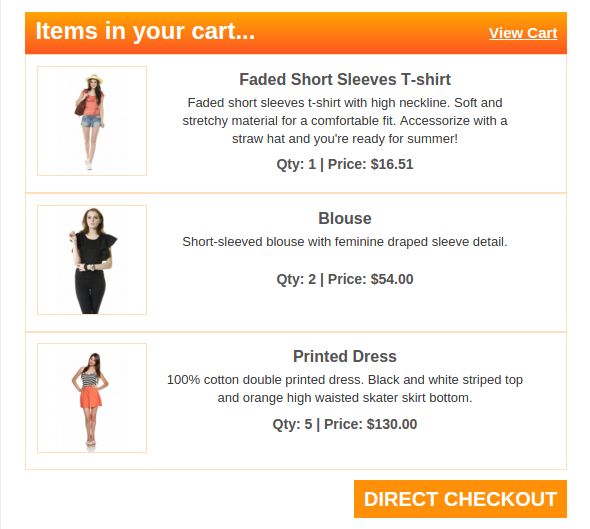 Items in your cart...
View Cart
Faded Short Sleeves T-shirt
Faded short sleeves t-shirt with high neckline. Soft and
stretchy material for a comfortable fit. Accessorize with a
straw hat and you're ready for summer!
Qty: 1 | Price: $16.51
Blouse
Short-sleeved blouse with feminine draped sleeve detail.
Qty: 2 | Price: $54.00
Printed Dress
100% cotton double printed dress. Black and white striped top
and orange high waisted skater skirt bottom.
Qty: 5 | Price: $130.00
DIRECT CHECKOUT